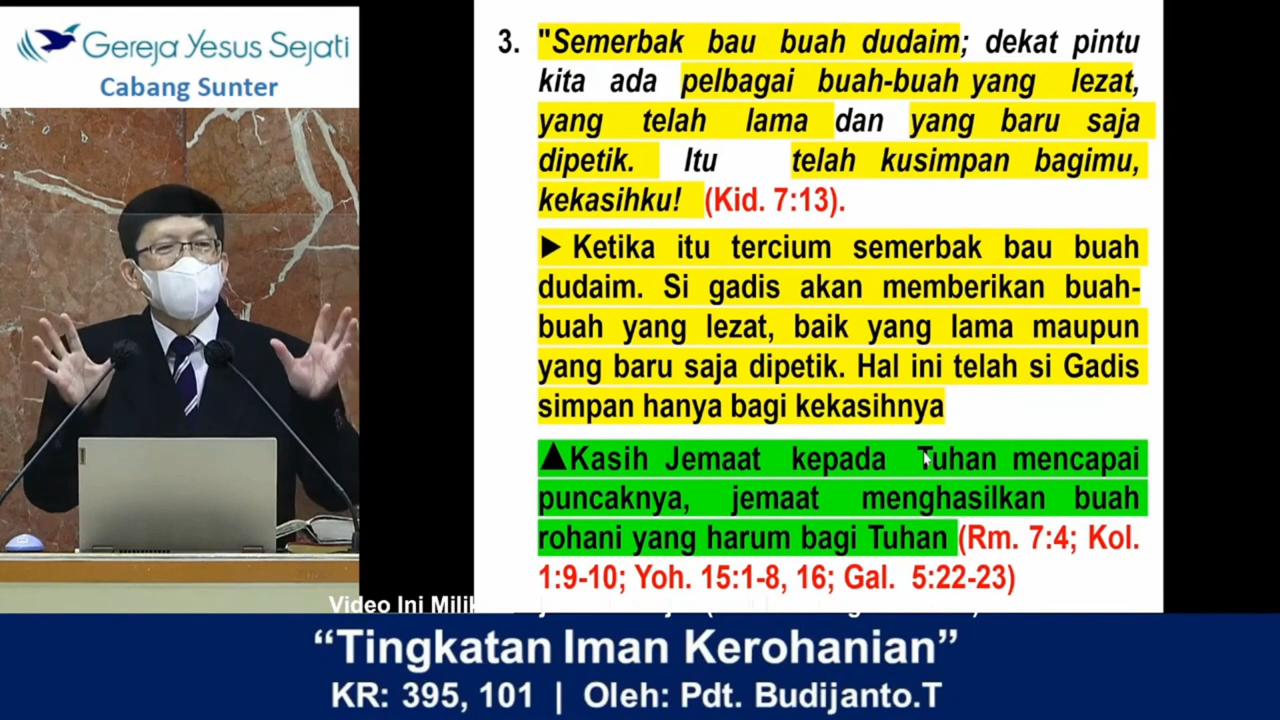 Gereja Yesus Sejati
Cabang Sunter
3. "Semerbak bau buah dudaim; dekat pintu
kita ada pelbagai buah-buah yang lezat,
yang telah lama dan yang baru saja
dipetik. Itu telah kusimpan bagimu,
kekasihku! (Kid. 7:13).
▶ Ketika itu tercium semerbak bau buah
dudaim. Si gadis akan memberikan buah-
buah yang lezat, baik yang lama maupun
yang baru saja dipetik. Hal ini telah si Gadis
simpan hanya bagi kekasihnya
▲Kasih Jemaat kepada Tuhan mencapai
puncaknya, jemaat menghasilkan buah
rohani yang harum bagi Tuhan (Rm. 7:4; Kol.
1:9-10; Yoh. 15:1-8, 16; Gal. 5:22-23)
Video Ini
“Tingkatan Iman Kerohanian”
KR: 395, 101 | Oleh: Pdt. Budijanto.T